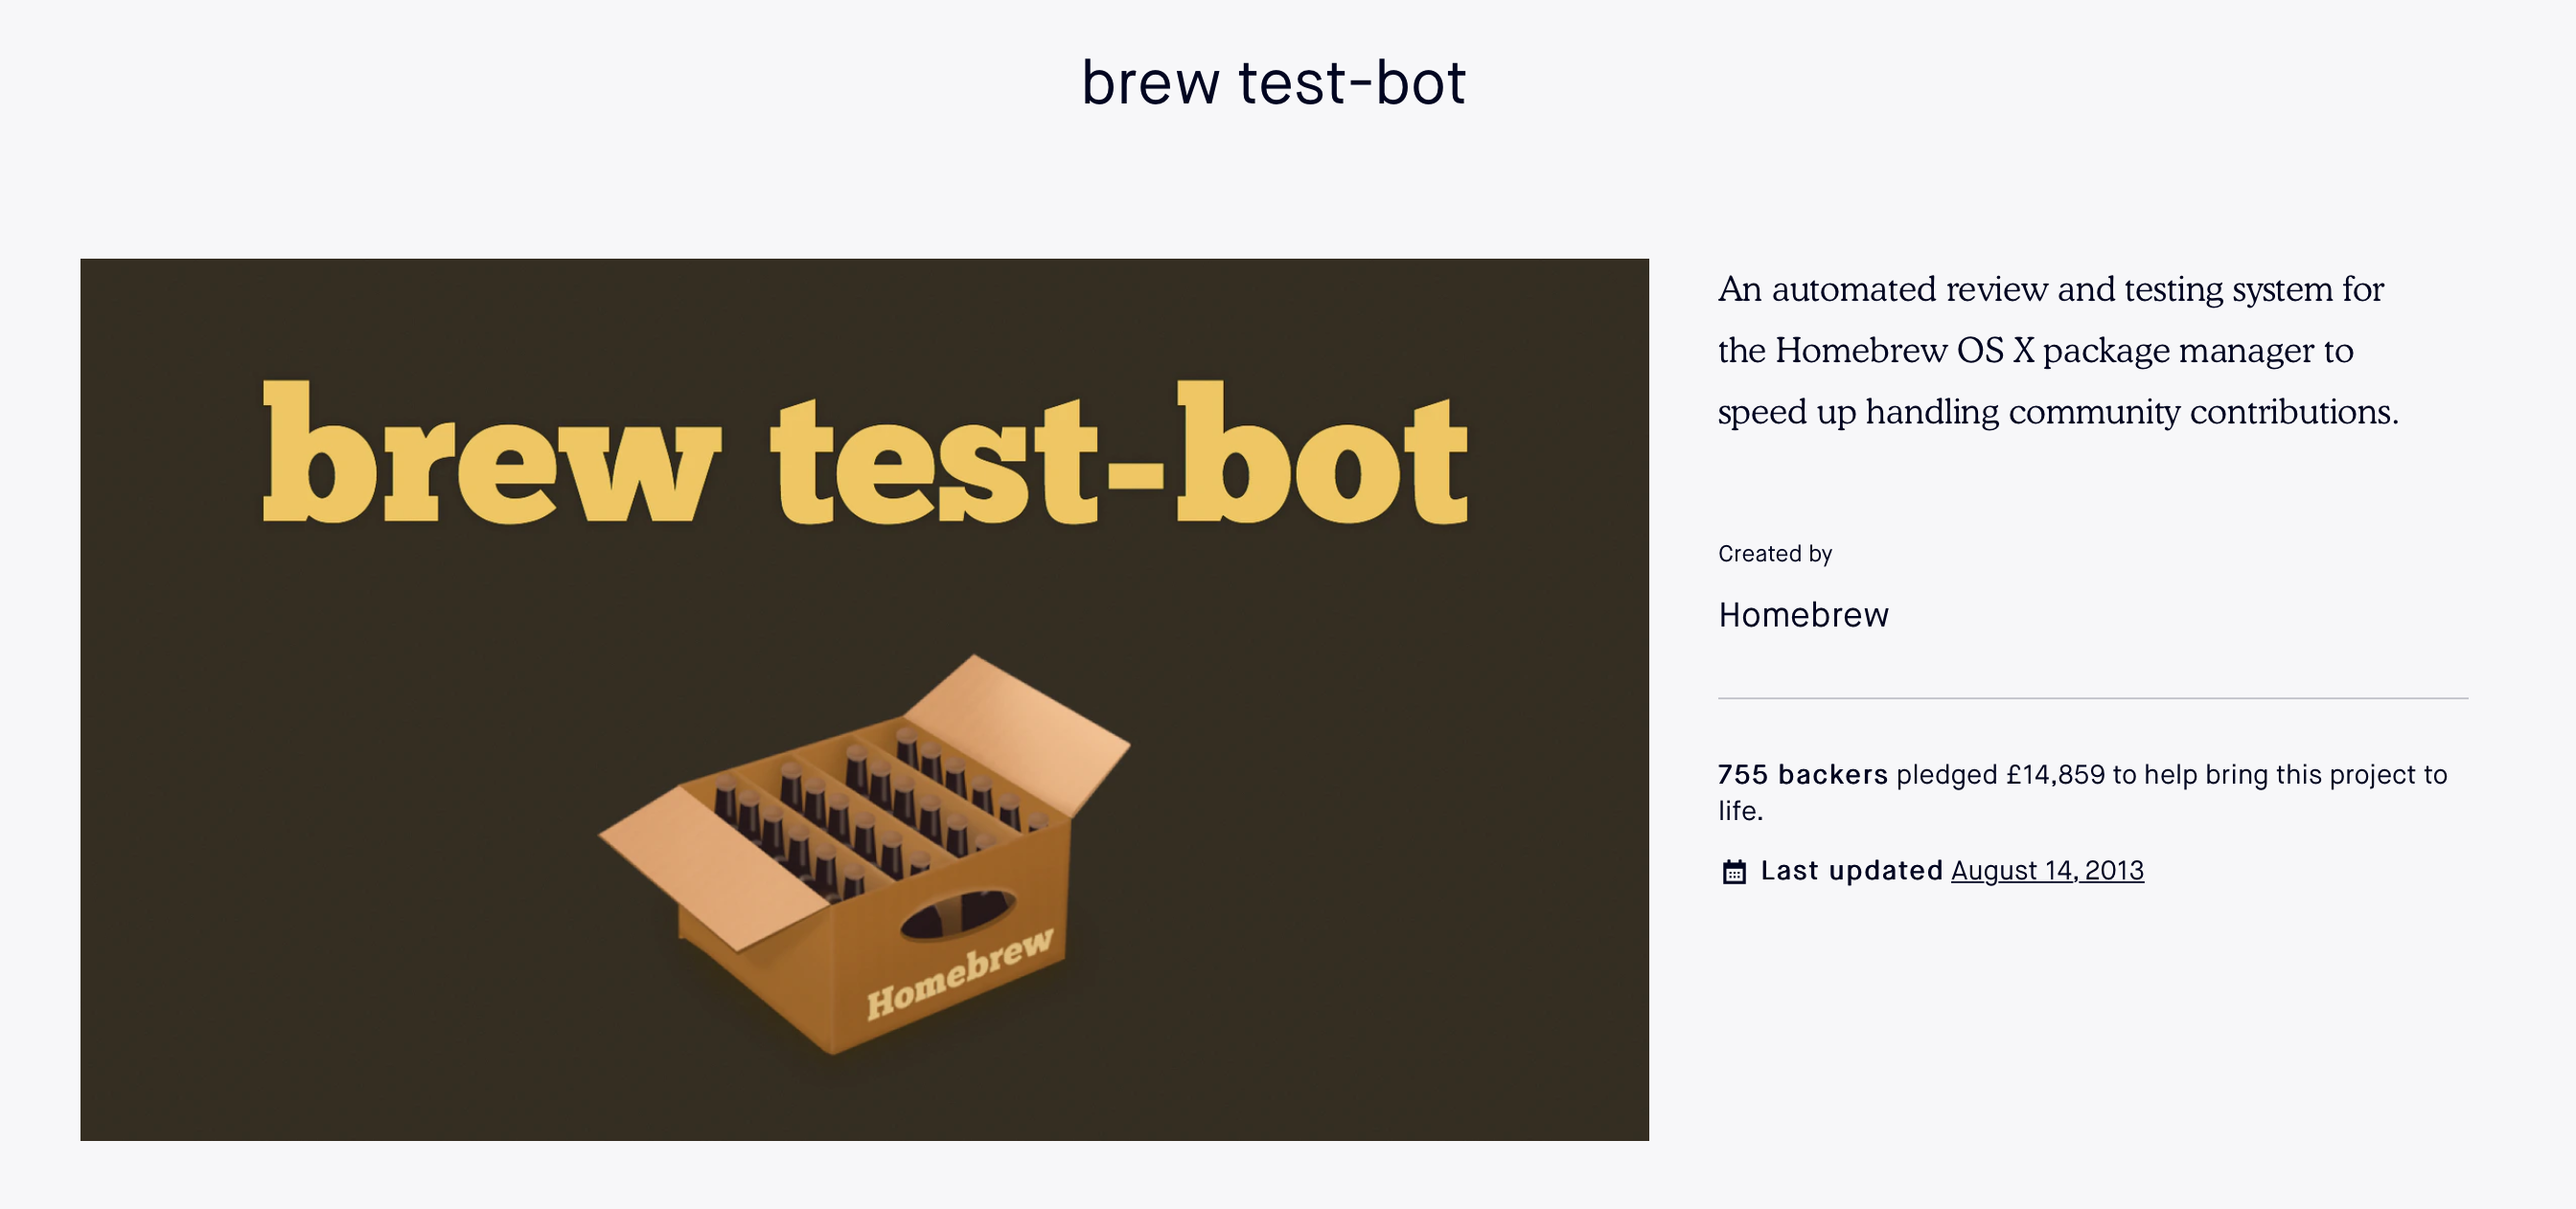 brew test-bot
brew test-bot
Homebrew
An automated review and testing system for
the Homebrew OS X package manager to
speed up handling community contributions.
Created by
Homebrew
755 backers pledged £14,859 to help bring this project to
life.
Last updated August 14, 2013